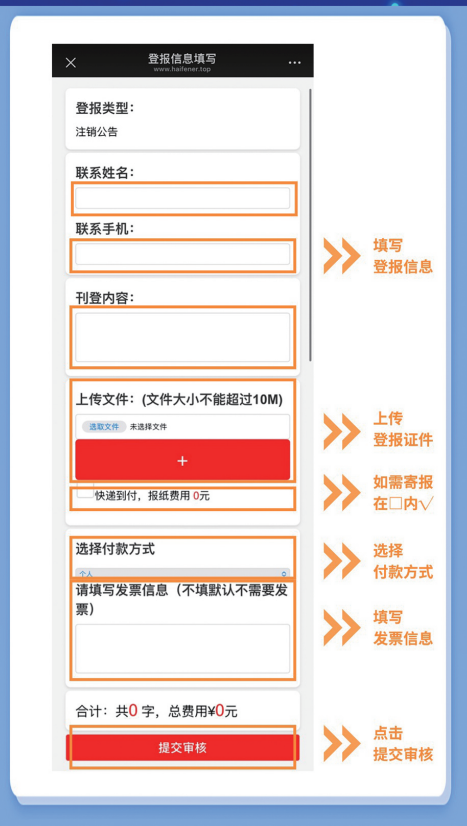 登报信息填写
www.haifener.top
登报类型：
注销公告
联系姓名：
联系手机：
填写
登报信息
刊登内容：
上传文件：(文件大小不能超过10M)
选取文件 未选择文件
+
上传
登报证件
快递到付，报纸费用 0元
如需寄报
在□内√
选择付款方式
个人
选择
付款方式
请填写发票信息（不填默认不需要发
票）
填写
发票信息
合计：共0 字，总费用¥0元
提交审核
点击
提交审核